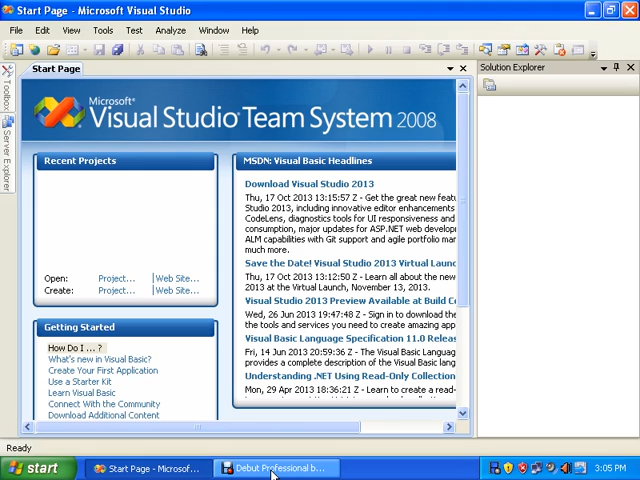 Start Page - Microsoft Visual Studio
File Edit View Tools Test Analyze Window Help
Start Page
Solution Explorer
Toolbox
Server Explorer
Microsoft®
Visual Studio® Team System 2008
Recent Projects
Open: Project... | Web Site...
Create: Project... | Web Site...
Getting Started
How Do I ... ?
What's new in Visual Basic?
Create Your First Application
Use a Starter Kit
Learn Visual Basic
Connect With the Community
Download Additional Content
MSDN: Visual Basic Headlines
Download Visual Studio 2013
Thu, 17 Oct 2013 13:15:57 Z - Get the great new featu
Studio 2013, including innovative editor enhancements
CodeLens, diagnostics tools for UI responsiveness and
consumption, major updates for ASP.NET web develo
ALM capabilities with Git support and agile portfolio mar
much more.
Save the Date! Visual Studio 2013 Virtual Launc
Thu, 17 Oct 2013 13:12:50 Z - Learn all about the new
2013 at the Virtual Launch, November 13, 2013.
Visual Studio 2013 Preview Available at Build Co
Wed, 26 Jun 2013 19:47:48 Z - Sign in to download the
the tools and services you need to create amazing app
Visual Basic Language Specification 11.0 Releas
Fri, 14 Jun 2013 20:59:36 Z - The Visual Basic Languag
provides a complete description of the Visual Basic lang
Understanding .NET Using Read-Only Collection
Mon, 29 Apr 2013 18:36:21 Z - Learn to create a read-
Ready
start
Start Page - Microsof...
Debut Professional b...
3:05 PM